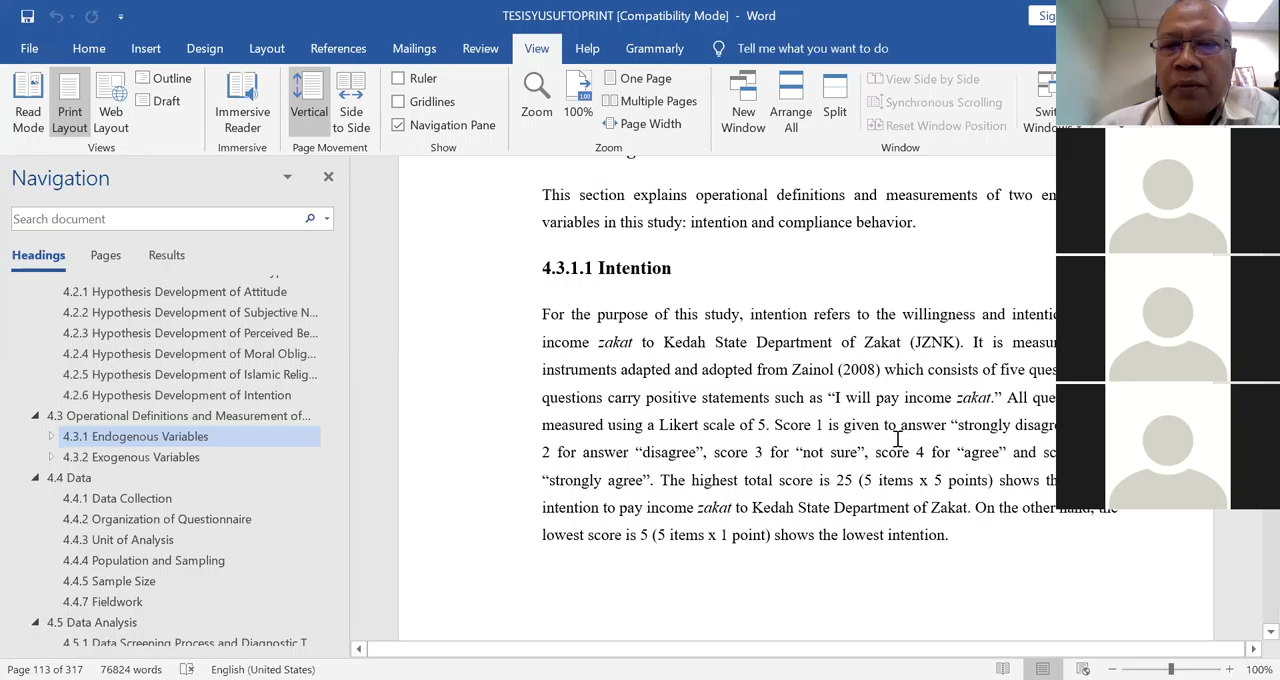 TESISYUSUFTOPRINT [Compatibility Mode] - Word
Sig
File Home Insert Design Layout References Mailings Review View Help Grammarly Tell me what you want to do
Read Mode
Print Layout
Web Layout
Outline
Draft
Views
Immersive Reader
Immersive
Vertical
Side to Side
Page Movement
Ruler
Gridlines
Navigation Pane
Show
Zoom
100%
One Page
Multiple Pages
Page Width
Zoom
New Window
Arrange All
Split
View Side by Side
Synchronous Scrolling
Reset Window Position
Window
Navigation
Search document
Headings Pages Results
4.2.1 Hypothesis Development of Attitude
4.2.2 Hypothesis Development of Subjective N...
4.2.3 Hypothesis Development of Perceived Be...
4.2.4 Hypothesis Development of Moral Oblig...
4.2.5 Hypothesis Development of Islamic Relig...
4.2.6 Hypothesis Development of Intention
4.3 Operational Definitions and Measurement of...
4.3.1 Endogenous Variables
4.3.2 Exogenous Variables
4.4 Data
4.4.1 Data Collection
4.4.2 Organization of Questionnaire
4.4.3 Unit of Analysis
4.4.4 Population and Sampling
4.4.5 Sample Size
4.4.7 Fieldwork
4.5 Data Analysis
4.5.1 Data Screening Process and Diagnostic T
This section explains operational definitions and measurements of two en
variables in this study: intention and compliance behavior.
4.3.1.1 Intention
For the purpose of this study, intention refers to the willingness and intenti
income zakat to Kedah State Department of Zakat (JZNK). It is measu
instruments adapted and adopted from Zainol (2008) which consists of five ques
questions carry positive statements such as “I will pay income zakat.” All que
measured using a Likert scale of 5. Score 1 is given to answer “strongly disagre
2 for answer “disagree”, score 3 for “not sure”, score 4 for “agree” and sc
“strongly agree”. The highest total score is 25 (5 items x 5 points) shows th
intention to pay income zakat to Kedah State Department of Zakat. On the other hand, the
lowest score is 5 (5 items x 1 point) shows the lowest intention.
Page 113 of 317 76824 words English (United States) 100%